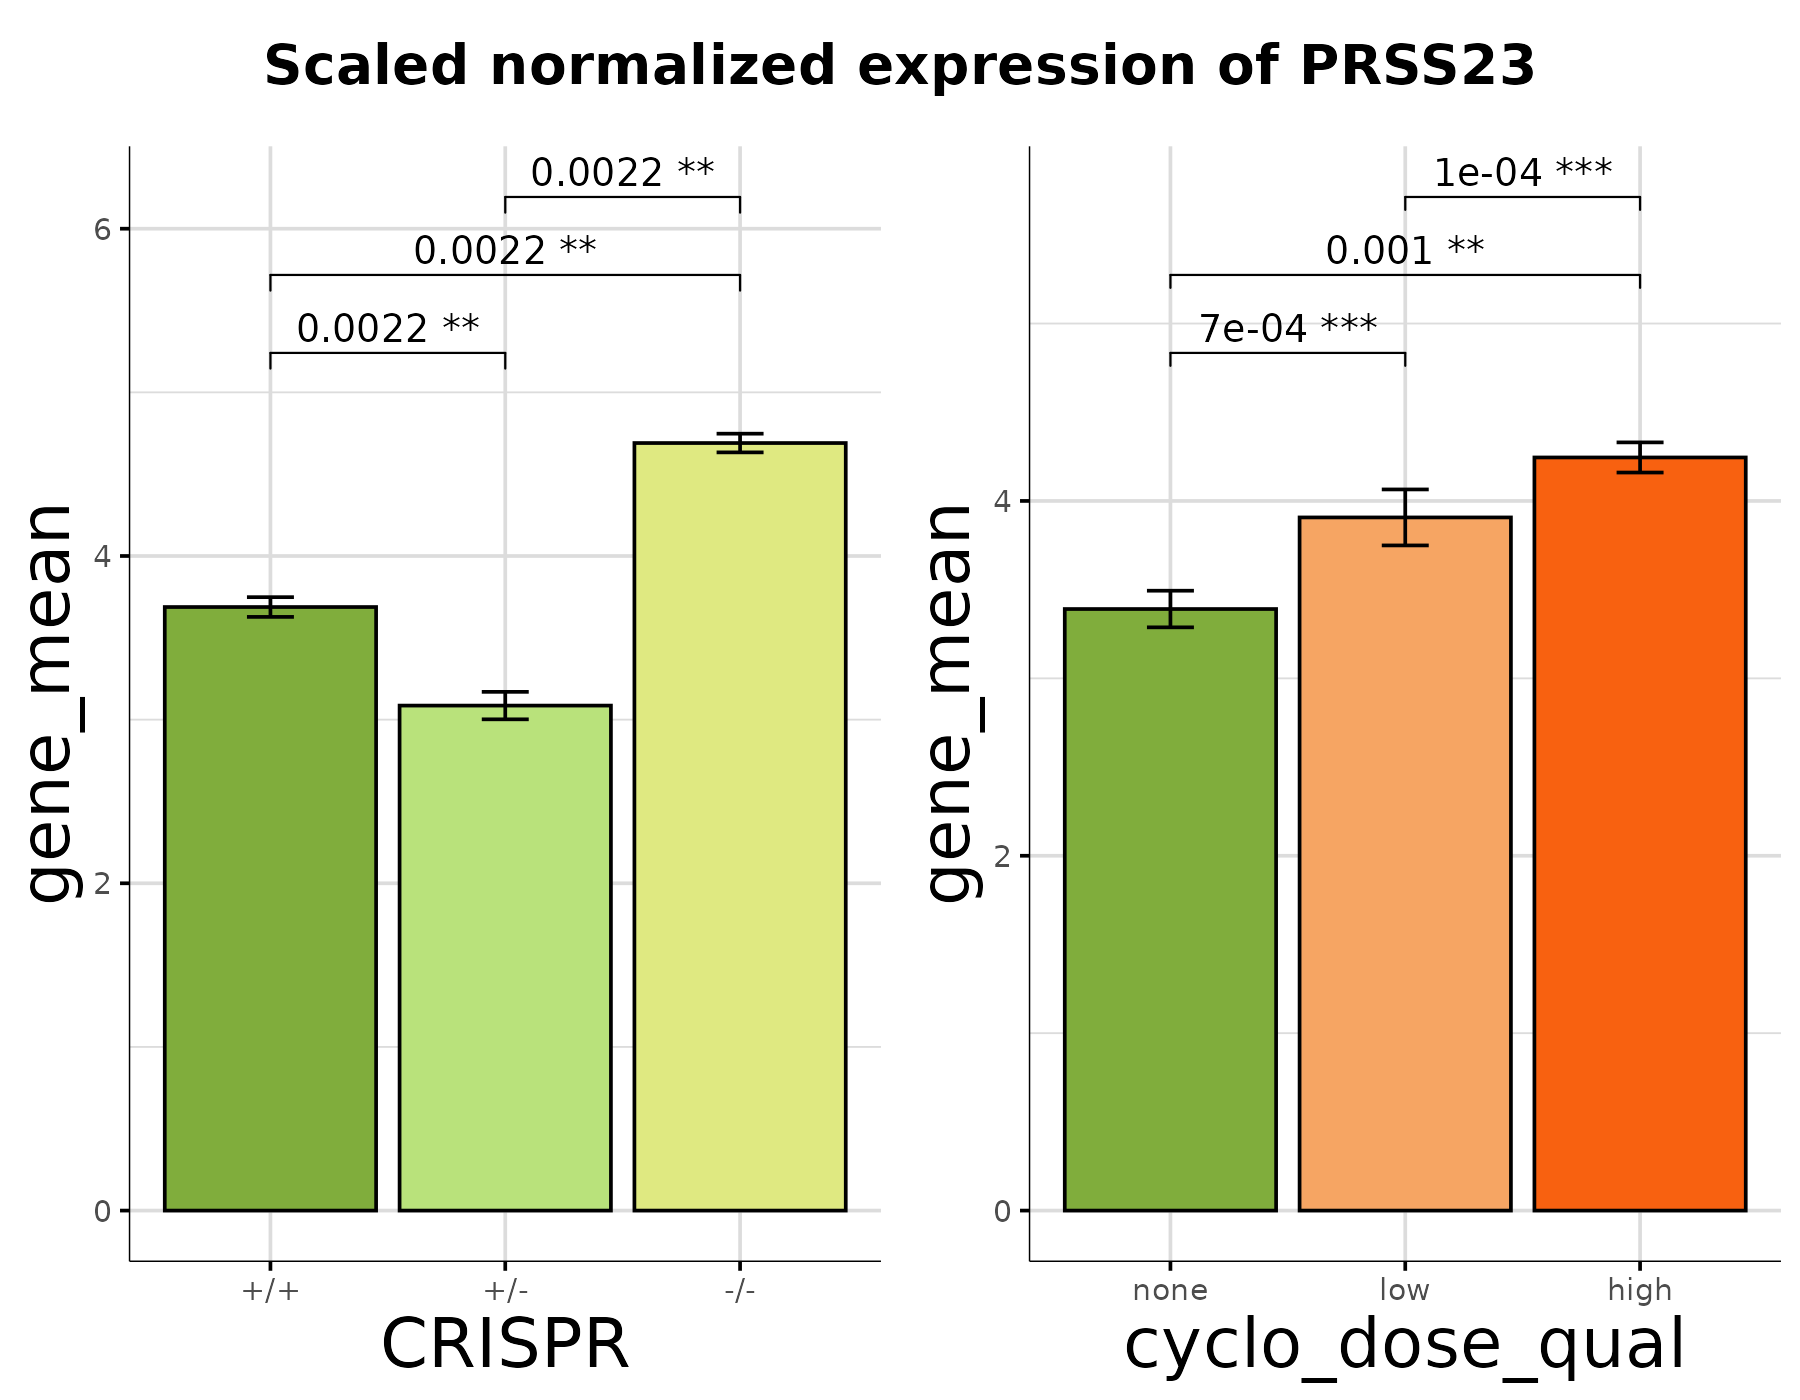 Scaled normalized expression of PRSS23
0.0022 **
0.0022 **
0.0022 **
6
4
2
0
gene_mean
+/+
+/-
-/-
CRISPR
1e-04 ***
0.001 **
7e-04 ***
4
2
0
gene_mean
none
low
high
cyclo_dose_qual